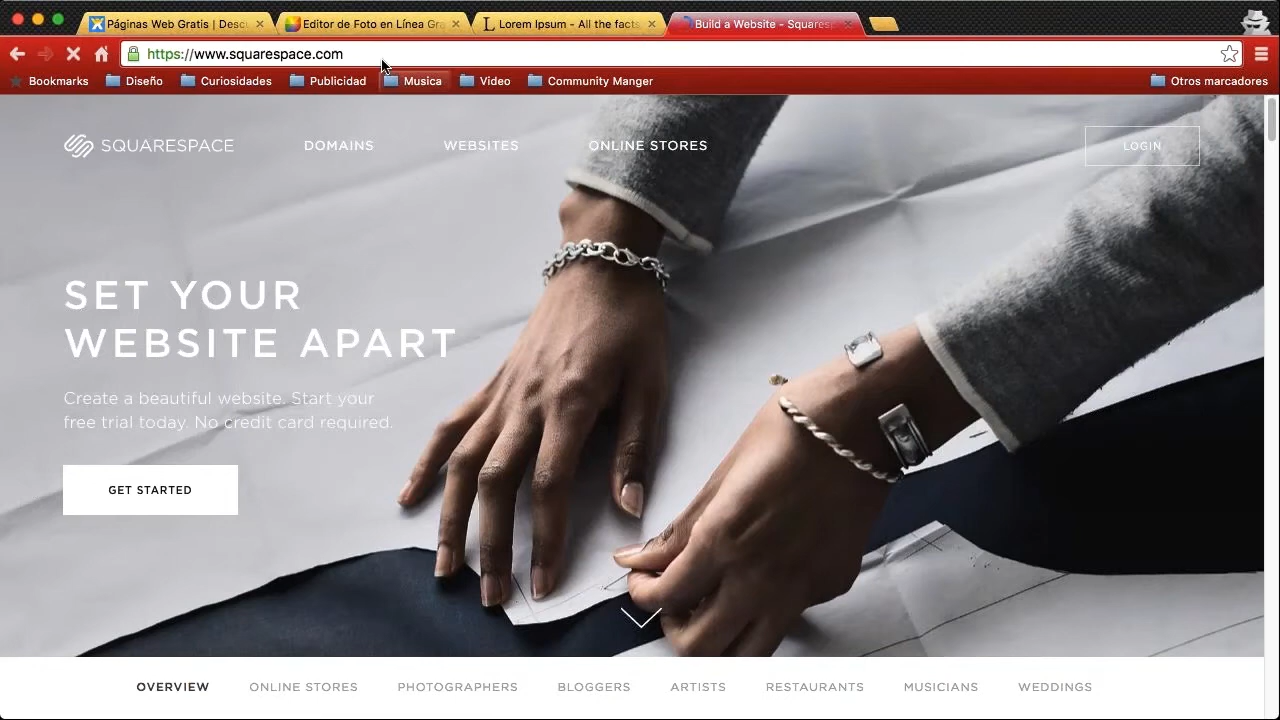 Páginas Web Gratis | Descu
Editor de Foto en Línea Gra
Lorem Ipsum - All the facts
Build a Website - Squaresp
https://www.squarespace.com
Bookmarks
Diseño
Curiosidades
Publicidad
Musica
Video
Community Manger
Otros marcadores
SQUARESPACE
DOMAINS
WEBSITES
ONLINE STORES
LOGIN
SET YOUR
WEBSITE APART
Create a beautiful website. Start your
free trial today. No credit card required.
GET STARTED
OVERVIEW
ONLINE STORES
PHOTOGRAPHERS
BLOGGERS
ARTISTS
RESTAURANTS
MUSICIANS
WEDDINGS